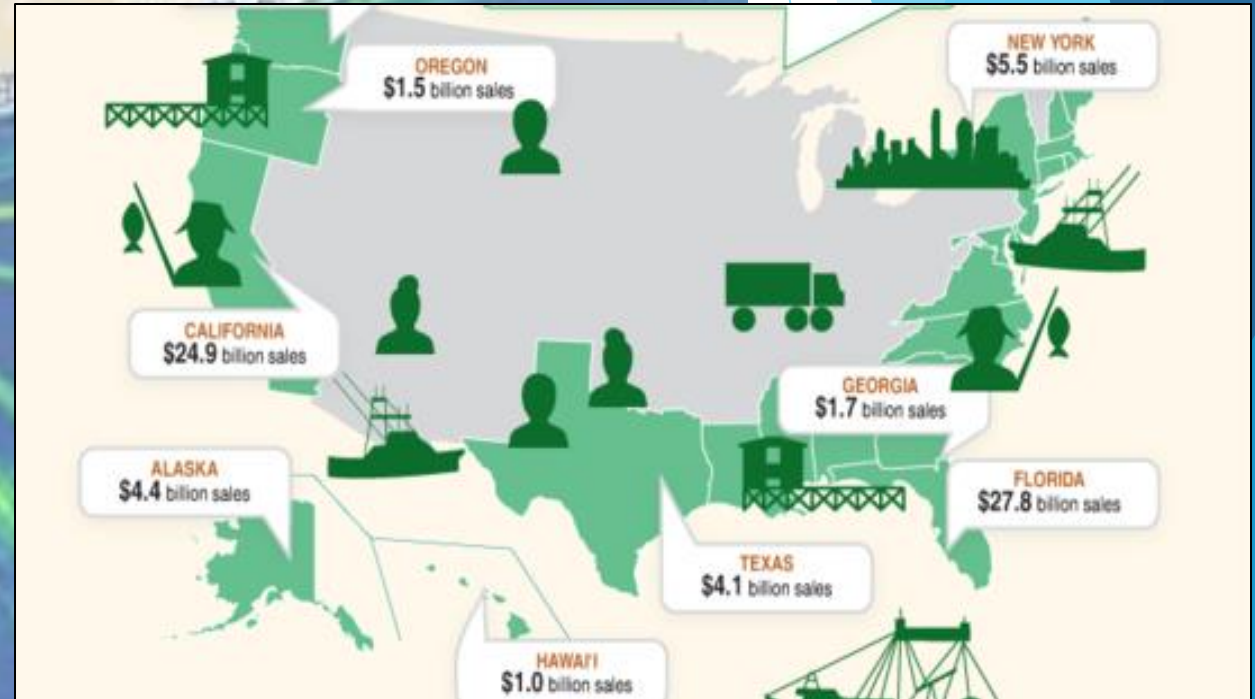 OREGON
$1.5 billion sales
NEW YORK
$5.5 billion sales
CALIFORNIA
$24.9 billion sales
GEORGIA
$1.7 billion sales
ALASKA
$4.4 billion sales
FLORIDA
$27.8 billion sales
TEXAS
$4.1 billion sales
HAWAI'I
$1.0 billion sales